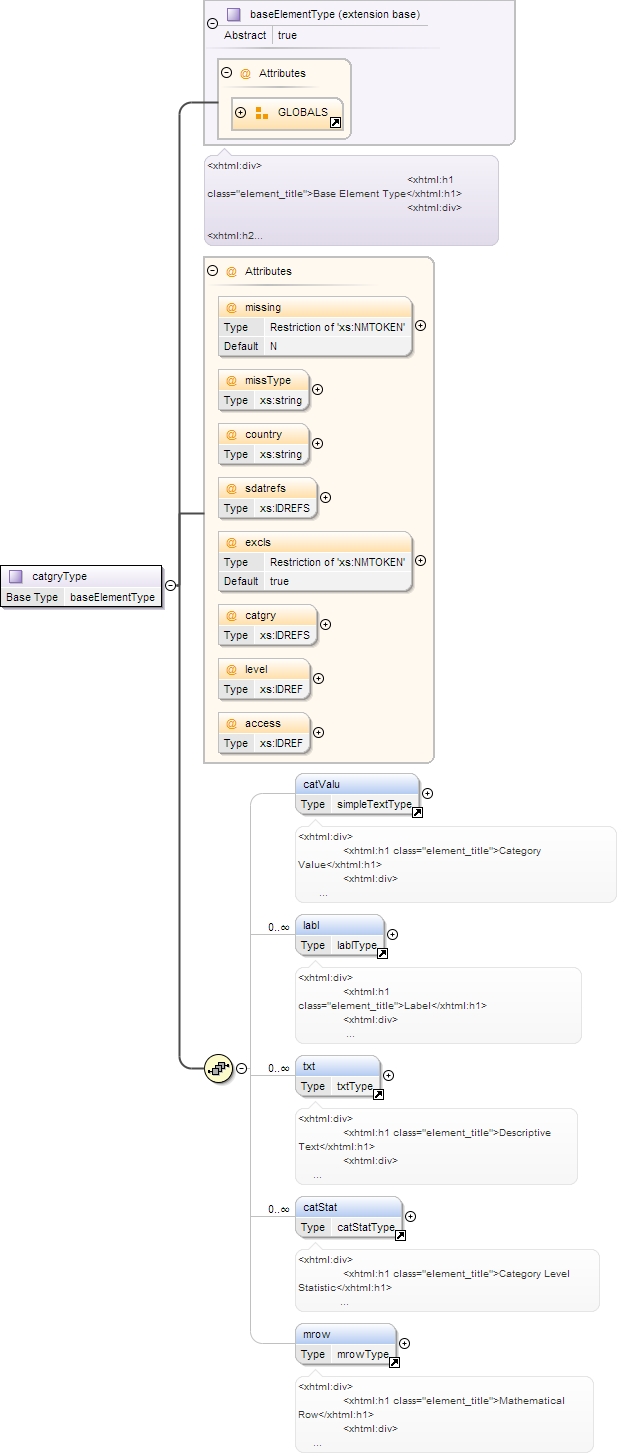 baseElementType (extension base)
Abstract true
@ Attributes
GLOBALS
<xhtml:div>
<xhtml:h1
class="element_title">Base Element Type</xhtml:h1>
<xhtml:div>
<xhtml:h2...
@ Attributes
@ missing
Type Restriction of 'xs:NMTOKEN'
Default N
@ missType
Type xs:string
@ country
Type xs:string
@ sdatrefs
Type xs:IDREFS
@ excls
Type Restriction of 'xs:NMTOKEN'
Default true
catgryType
Base Type baseElementType
@ catgry
Type xs:IDREFS
@ level
Type xs:IDREF
@ access
Type xs:IDREF
catValu
Type simpleTextType
<xhtml:div>
<xhtml:h1 class="element_title">Category
Value</xhtml:h1>
<xhtml:div>
...
0..∞
labl
Type lablType
<xhtml:div>
<xhtml:h1
class="element_title">Label</xhtml:h1>
<xhtml:div>
...
0..∞
txt
Type txtType
<xhtml:div>
<xhtml:h1 class="element_title">Descriptive
Text</xhtml:h1>
<xhtml:div>
...
0..∞
catStat
Type catStatType
<xhtml:div>
<xhtml:h1 class="element_title">Category Level
Statistic</xhtml:h1>
...
mrow
Type mrowType
<xhtml:div>
<xhtml:h1 class="element_title">Mathematical
Row</xhtml:h1>
<xhtml:div>
...